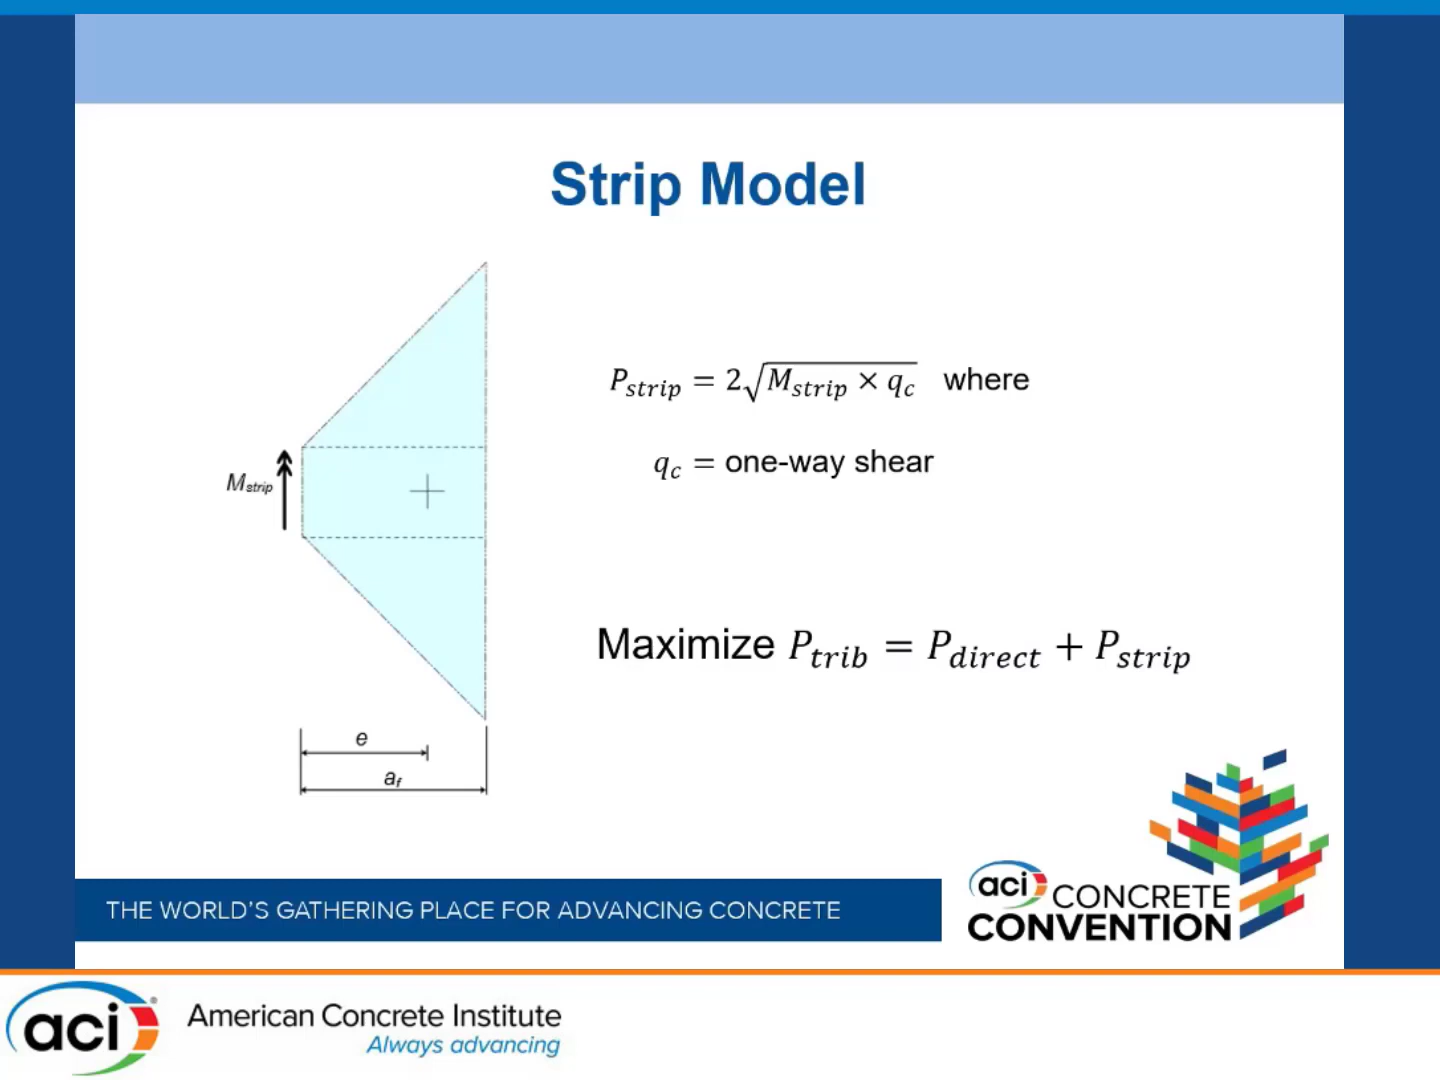 Strip Model
P_strip = 2√(M_strip × q_c) where
q_c = one-way shear
M_strip
Maximize P_trib = P_direct + P_strip
e
a_f
THE WORLD'S GATHERING PLACE FOR ADVANCING CONCRETE
aci CONCRETE
CONVENTION
aci
American Concrete Institute
Always advancing